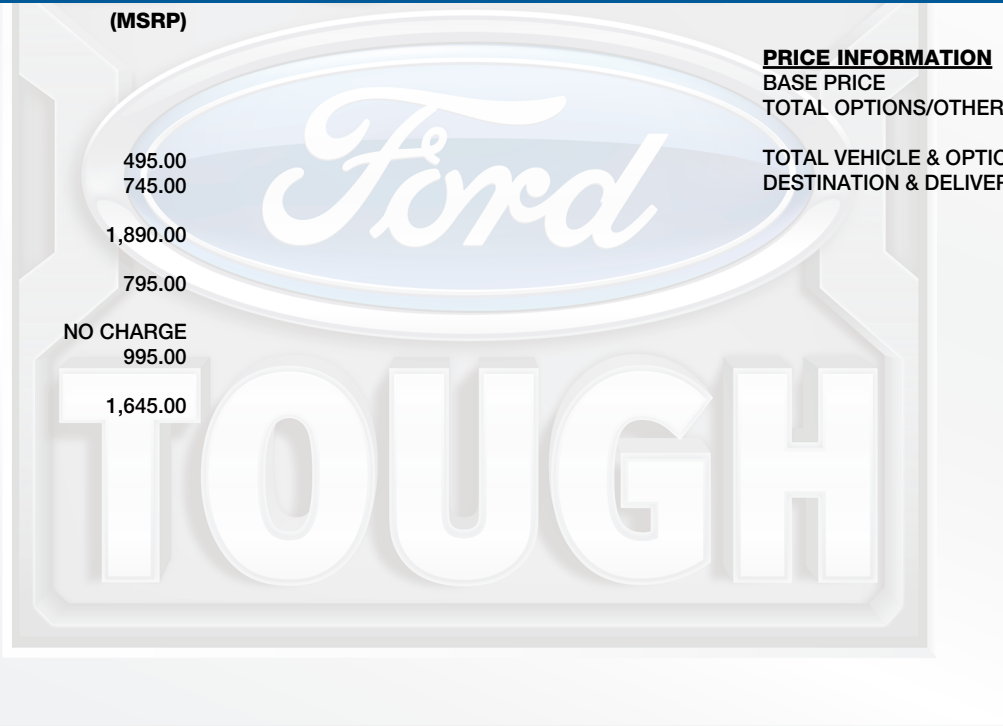 (MSRP)
495.00
745.00
1,890.00
795.00
NO CHARGE
995.00
1,645.00
PRICE INFORMATION
BASE PRICE
TOTAL OPTIONS/OTHER
TOTAL VEHICLE & OPTIO
DESTINATION & DELIVER
Ford
TOUGH